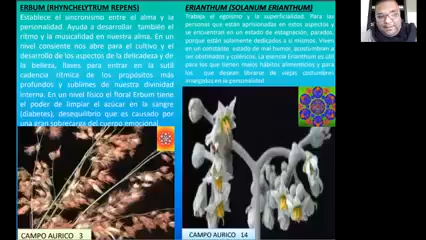 ERBUM [RHYNCHELYTRUM REPENS)
Establece el sincronismo entre el alma y la
personalidad. Ayuda a desarrollar también el
ritmo y la musicalidad en nuestra alma. En un
nivel consiente nos abre para el cultivo y el
desarrollo de los aspectos de la delicadeza y de
la belleza, llaves para entrar en la sutil
cadencia rítmica de los propósitos más
profundos y sublimes de nuestra divinidad
interna. En un nivel físico el floral Erbum tiene
el poder de limpiar el azúcar en la sangre
(diabetes), desequilibrio que es causado por
una gran sobrecarga del cuerpo emocional.
CAMPO AURICO 3
ERIANTHUM (SOLANUM ERIANTHUM)
Trabaja el egoísmo y la superficialidad. Para las
personas que están aprisionadas en estos aspectos y
se encuentran en un estado de estagnación, parados,
porque están solamente dedicados a si mismos. Viven
en un constante estado de mal humor, acostumbran a
ser obstinados y coléricos. La esencia Erianthum es útil
para los que tienen malos hábitos alimenticios y para
los que desean librarse de viejas costumbres
arraigadas en la personalidad
CAMPO AURICO 14